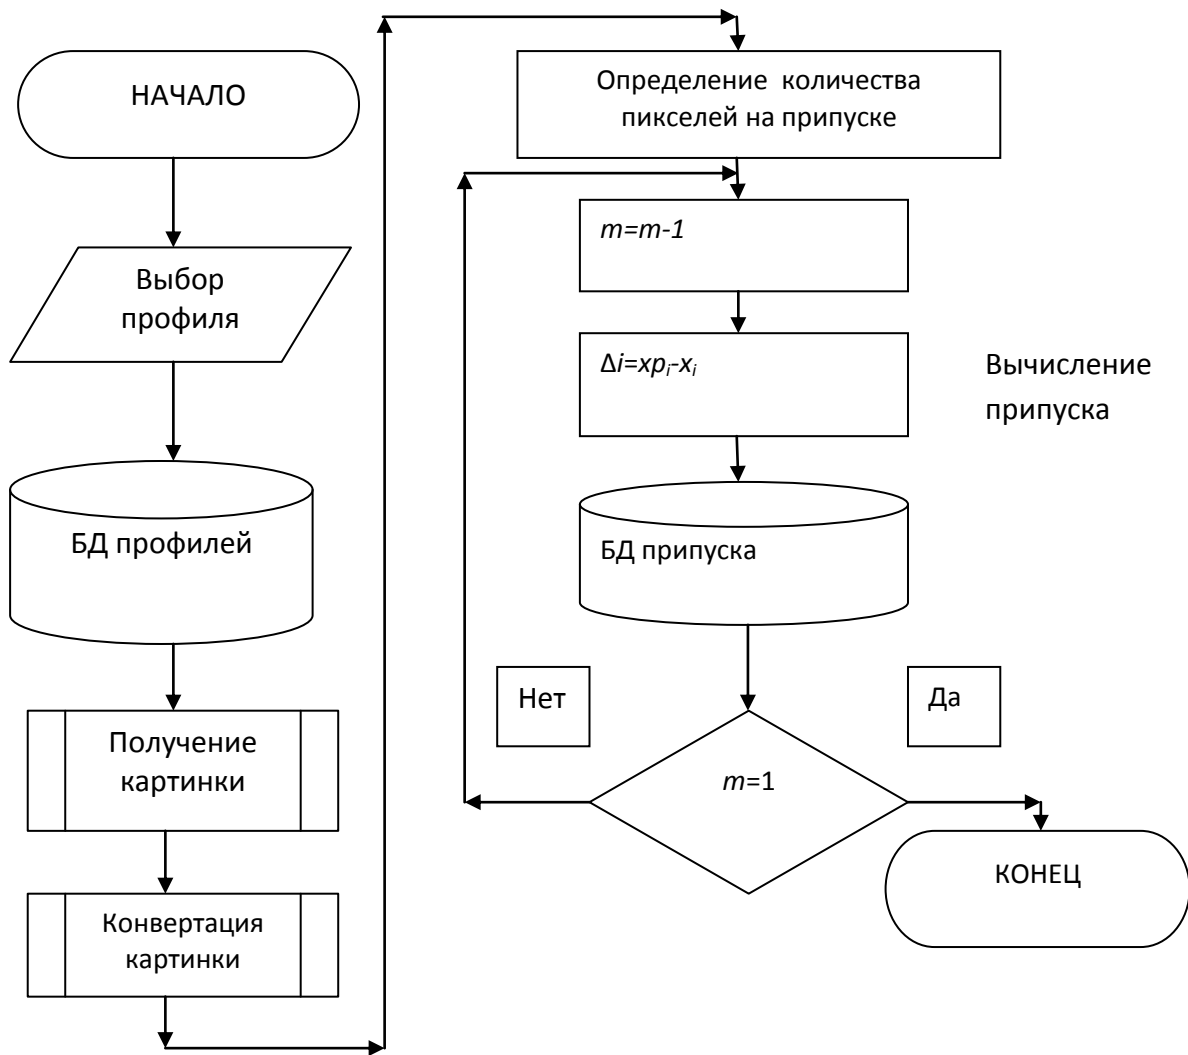 НАЧАЛО
Выбор
профиля
БД профилей
Получение
картинки
Конвертация
картинки
Определение количества
пикселей на припуске
m=m-1
Δi=xpᵢ-xᵢ
Вычисление
припуска
БД припуска
Нет
Да
m=1
КОНЕЦ